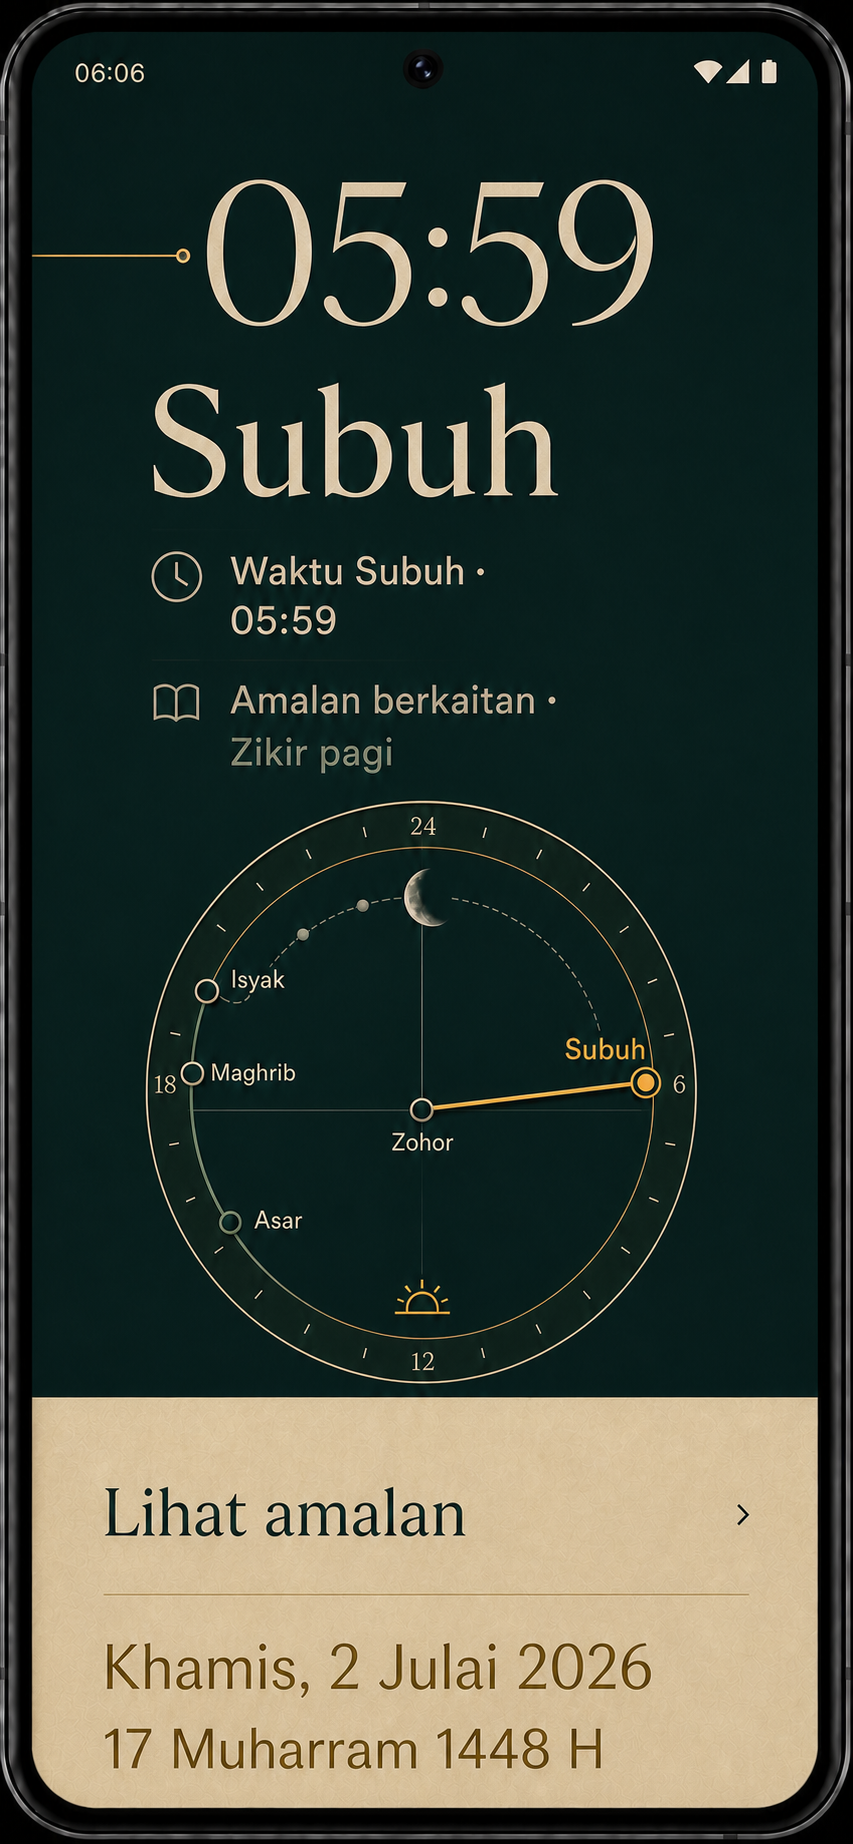 06:06
05:59
Subuh
Waktu Subuh •
05:59
Amalan berkaitan •
Zikir pagi
24
Isyak
Subuh
18
Maghrib
6
Zohor
Asar
12
Lihat amalan
Khamis, 2 Julai 2026
17 Muharram 1448 H